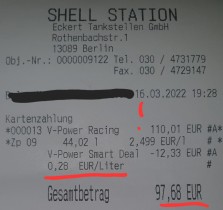 SHELL STATION
Eckert Tankstellen GmbH
Rothenbachstr.1
13089 Berlin
Obj.-Nr.: 0000009122 Tel. 030 / 4731779
Fax. 030 / 4729147
16.03.2022 19:28
Kartenzahlung
*000013 V-Power Racing 110,01 EUR #A*
*Zp 09 44,02 l 2,499 EUR/l #
V-Power Smart Deal -12,33 EUR #A
0,28 EUR/Liter
Gesamtbetrag 97,68 EUR